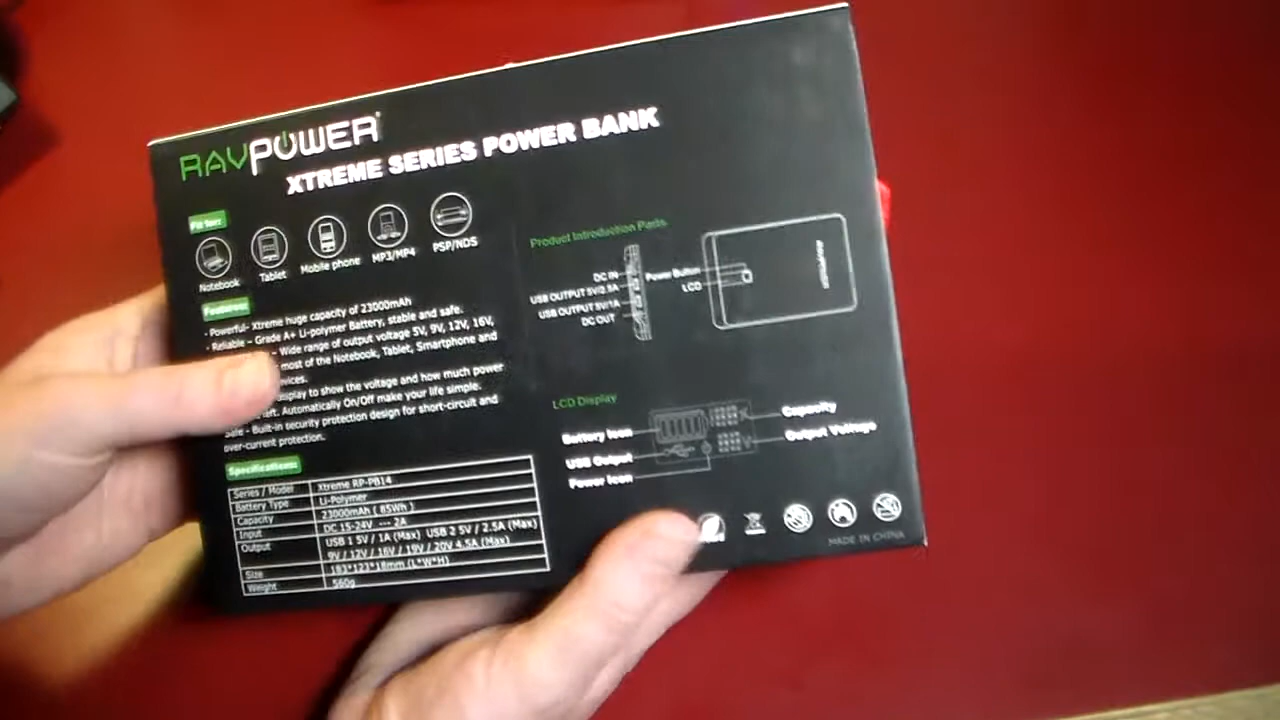 RAVPOWER
XTREME SERIES POWER BANK
Notebook
Tablet
Mobile phone
MP3/MP4
PSP/NDS
Features
- Powerful- Xtreme huge capacity of 23000mAh
- Reliable - Grade A+ Li-polymer Battery, stable and safe.
- Wide range of output voltage 5V, 9V, 12V, 16V,
most of the Notebook, Tablet, Smartphone and
display to show the voltage and how much power
left. Automatically On/Off make your life simple.
Safe - Built-in security protection design for short-circuit and
over-current protection.
Specifications
Series / Model Xtreme RP-PB14
Battery Type Li-Polymer
Capacity 23000mAh ( 85Wh )
Input DC 15-24V --- 2A
Output USB 1 5V / 1A (Max) USB 2 5V / 2.5A (Max)
9V / 12V / 16V / 19V / 20V 4.5A (Max)
Size 183*123*18mm (L*W*H)
Weight 560g
Product Introduction Parts
DC IN
USB OUTPUT 5V/2.5A
USB OUTPUT 5V/1A
DC OUT
Power Button
LCD
RAVPower
LCD Display
Battery Icon
USB Output
Power Icon
Capacity
Output Voltage
MADE IN CHINA